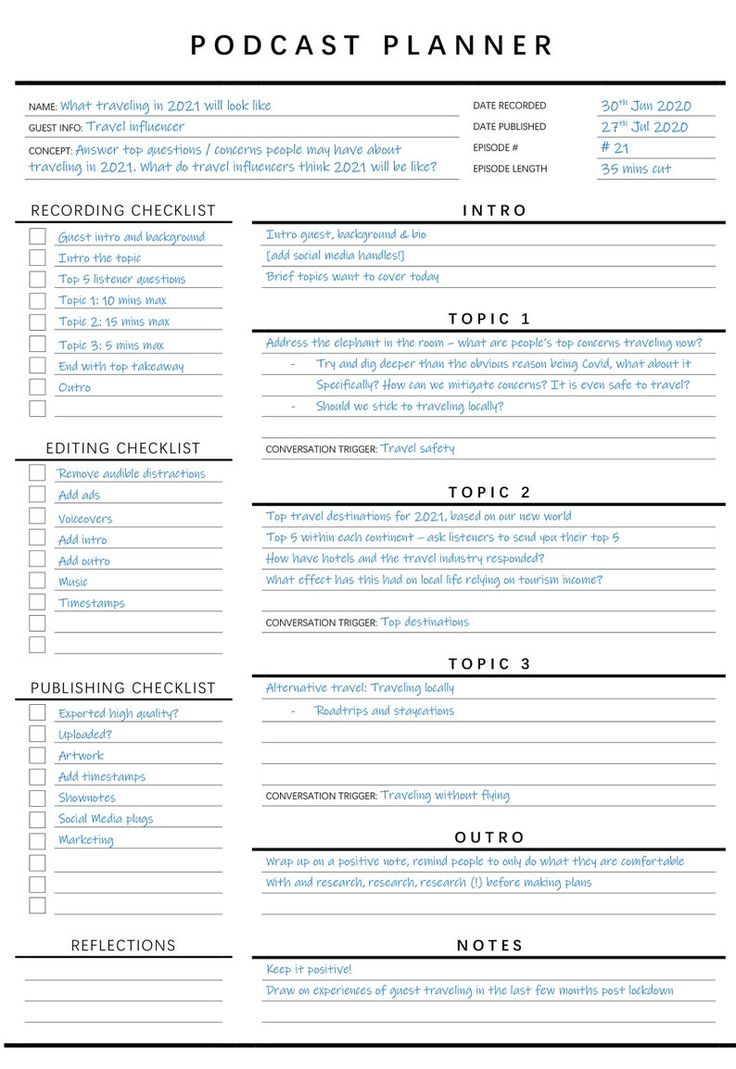 PODCAST PLANNER
NAME: What traveling in 2021 will look like
GUEST INFO: Travel influencer
CONCEPT: Answer top questions / concerns people may have about
traveling in 2021. What do travel influencers think 2021 will be like?
DATE RECORDED 30th Jun 2020
DATE PUBLISHED 27th Jul 2020
EPISODE # # 21
EPISODE LENGTH 35 mins cut
RECORDING CHECKLIST
Guest intro and background
Intro the topic
Top 5 listener questions
Topic 1: 10 mins max
Topic 2: 15 mins max
Topic 3: 5 mins max
End with top takeaway
Outro
EDITING CHECKLIST
Remove audible distractions
Add ads
Voiceovers
Add intro
Add outro
Music
Timestamps
PUBLISHING CHECKLIST
Exported high quality?
Uploaded?
Artwork
Add timestamps
Shownotes
Social Media plugs
Marketing
REFLECTIONS
INTRO
Intro guest, background & bio
[add social media handles!]
Brief topics want to cover today
TOPIC 1
Address the elephant in the room – what are people's top concerns traveling now?
- Try and dig deeper than the obvious reason being Covid, what about it
Specifically? How can we mitigate concerns? It is even safe to travel?
- Should we stick to traveling locally?
CONVERSATION TRIGGER: Travel safety
TOPIC 2
Top travel destinations for 2021, based on our new world
Top 5 within each continent – ask listeners to send you their top 5
How have hotels and the travel industry responded?
What effect has this had on local life relying on tourism income?
CONVERSATION TRIGGER: Top destinations
TOPIC 3
Alternative travel: Traveling locally
- Roadtrips and staycations
CONVERSATION TRIGGER: Traveling without flying
OUTRO
Wrap up on a positive note, remind people to only do what they are comfortable
With and research, research, research (!) before making plans
NOTES
Keep it positive!
Draw on experiences of guest traveling in the last few months post lockdown